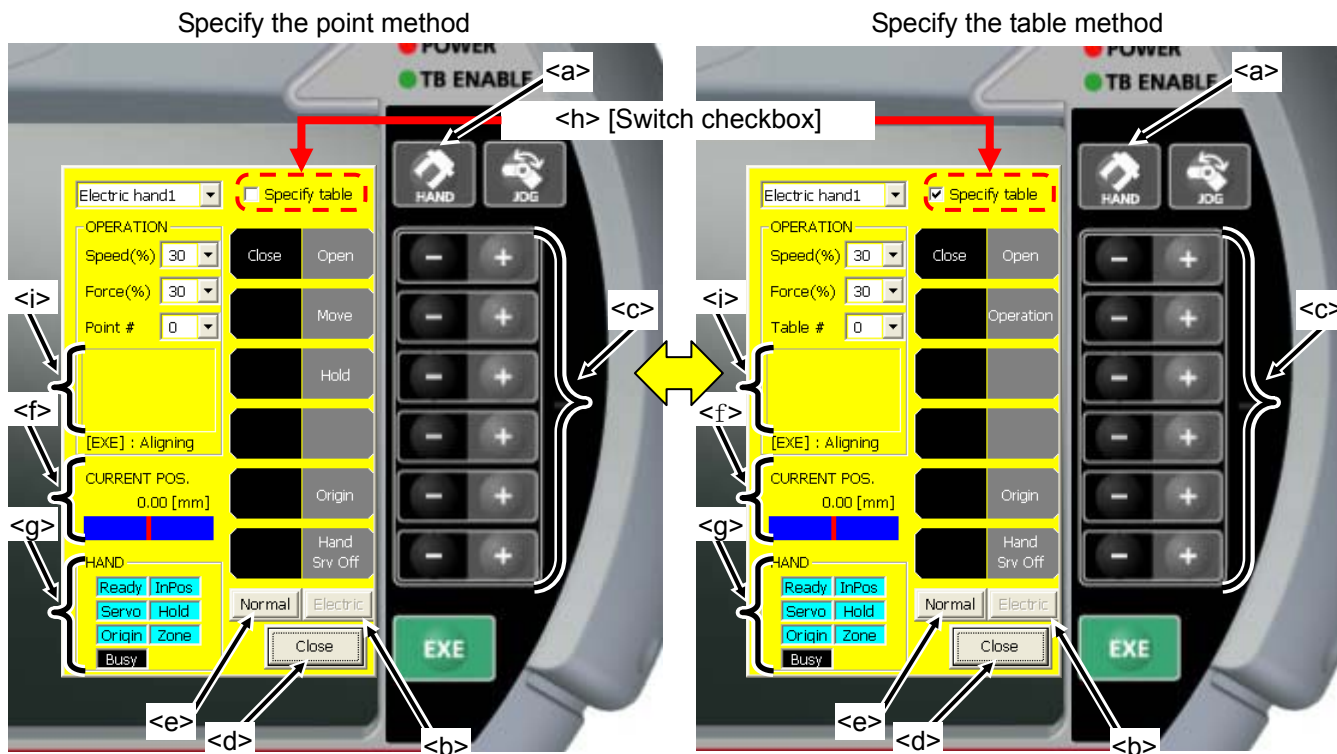 Specify the point method
Specify the table method
POWER
TB ENABLE
<a>
<h> [Switch checkbox]
Electric hand1
Specify table
HAND
JOG
OPERATION
Speed(%) 30
Close
Open
Force(%) 30
<i>
Move
<c>
Point # 0
Hold
<f>
[EXE] : Aligning
CURRENT POS.
0.00 [mm]
Origin
<g>
HAND
Hand
Srv Off
Ready InPos
Servo Hold
Origin Zone
Busy
Normal
Electric
Close
EXE
<e>
<d>
<b>
POWER
TB ENABLE
<a>
Electric hand1
Specify table
HAND
JOG
OPERATION
Speed(%) 30
Close
Open
Force(%) 30
<i>
Operation
<c>
Table # 0
<f>
[EXE] : Aligning
CURRENT POS.
0.00 [mm]
Origin
<g>
HAND
Hand
Srv Off
Ready InPos
Servo Hold
Origin Zone
Busy
Normal
Electric
Close
EXE
<e>
<d>
<b>